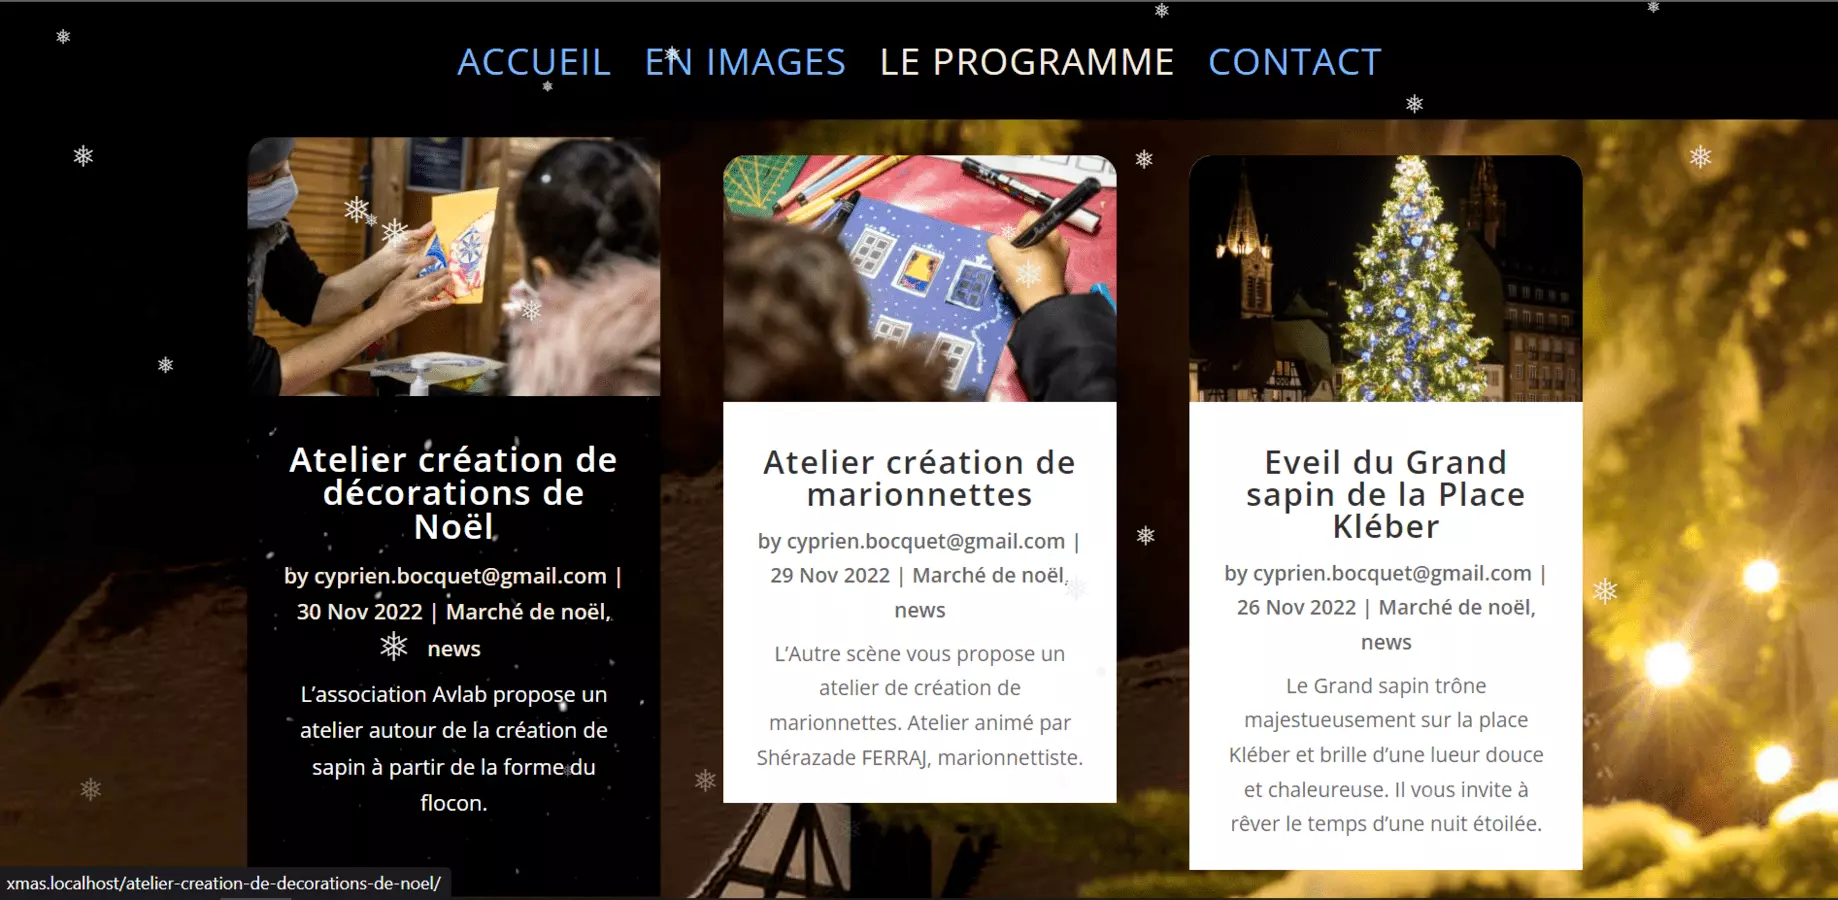 ACCUEIL EN IMAGES LE PROGRAMME CONTACT
Atelier création de
décorations de
Noël
by cyprien.bocquet@gmail.com |
30 Nov 2022 | Marché de noël,
news
L’association Avlab propose un
atelier autour de la création de
sapin à partir de la forme du
flocon.
Atelier création de
marionnettes
by cyprien.bocquet@gmail.com |
29 Nov 2022 | Marché de noël,
news
L’Autre scène vous propose un
atelier de création de
marionnettes. Atelier animé par
Shérazade FERRAJ, marionnettiste.
Eveil du Grand
sapin de la Place
Kléber
by cyprien.bocquet@gmail.com |
26 Nov 2022 | Marché de noël,
news
Le Grand sapin trône
majestueusement sur la place
Kléber et brille d’une lueur douce
et chaleureuse. Il vous invite à
rêver le temps d’une nuit étoilée.
xmas.localhost/atelier-creation-de-decorations-de-noel/